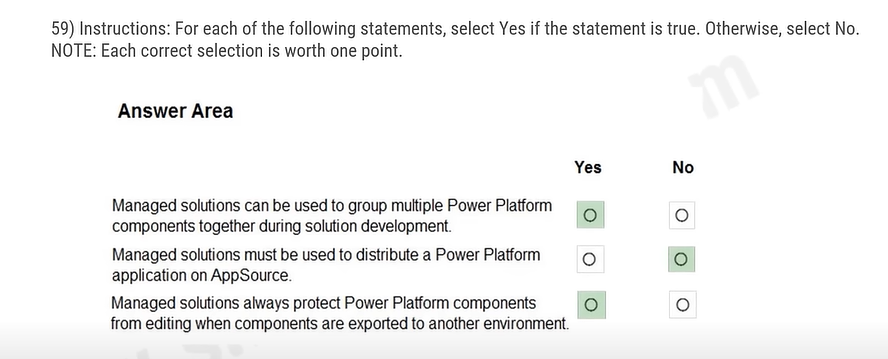 59) Instructions: For each of the following statements, select Yes if the statement is true. Otherwise, select No.
NOTE: Each correct selection is worth one point.
Answer Area
Yes No
Managed solutions can be used to group multiple Power Platform
components together during solution development.
Managed solutions must be used to distribute a Power Platform
application on AppSource.
Managed solutions always protect Power Platform components
from editing when components are exported to another environment.